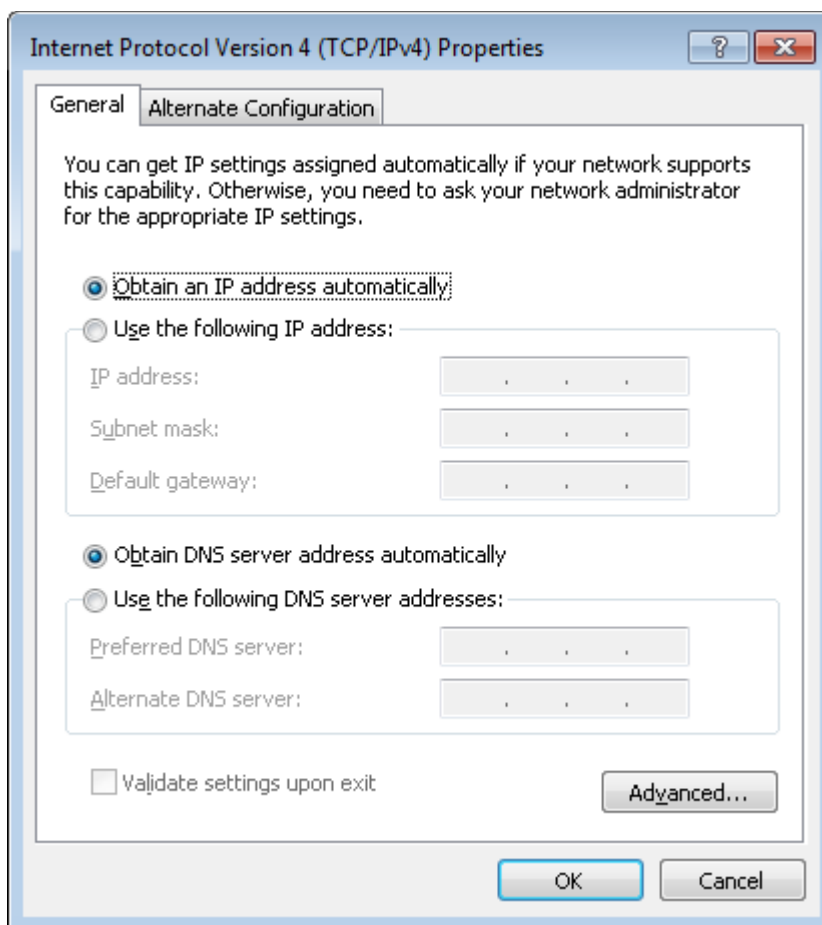 Internet Protocol Version 4 (TCP/IPv4) Properties
General
Alternate Configuration
You can get IP settings assigned automatically if your network supports
this capability. Otherwise, you need to ask your network administrator
for the appropriate IP settings.
Obtain an IP address automatically
Use the following IP address:
IP address:
Subnet mask:
Default gateway:
Obtain DNS server address automatically
Use the following DNS server addresses:
Preferred DNS server:
Alternate DNS server:
Validate settings upon exit
Advanced...
OK
Cancel